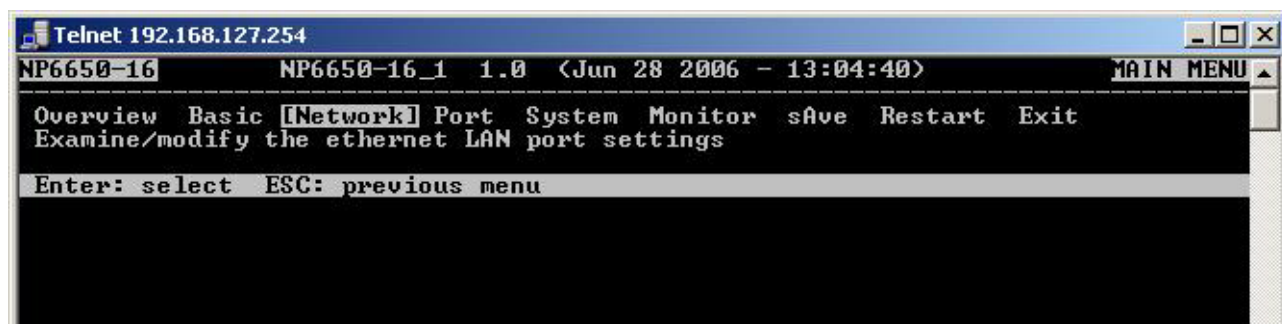 Telnet 192.168.127.254
NP6650-16 NP6650-16_1 1.0 (Jun 28 2006 - 13:04:40) MAIN MENU
Overview Basic [Network] Port System Monitor sAve Restart Exit
Examine/modify the ethernet LAN port settings
Enter: select ESC: previous menu